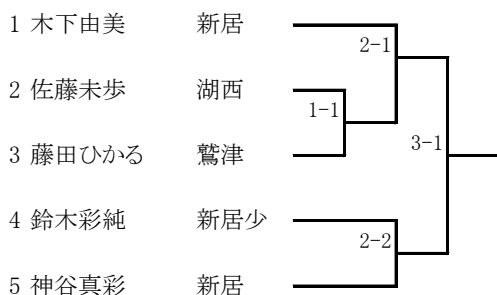 1 木下由美 新居
2-1
2 佐藤未歩 湖西
1-1
3 藤田ひかる 鷲津
3-1
4 鈴木彩純 新居少
2-2
5 神谷真彩 新居